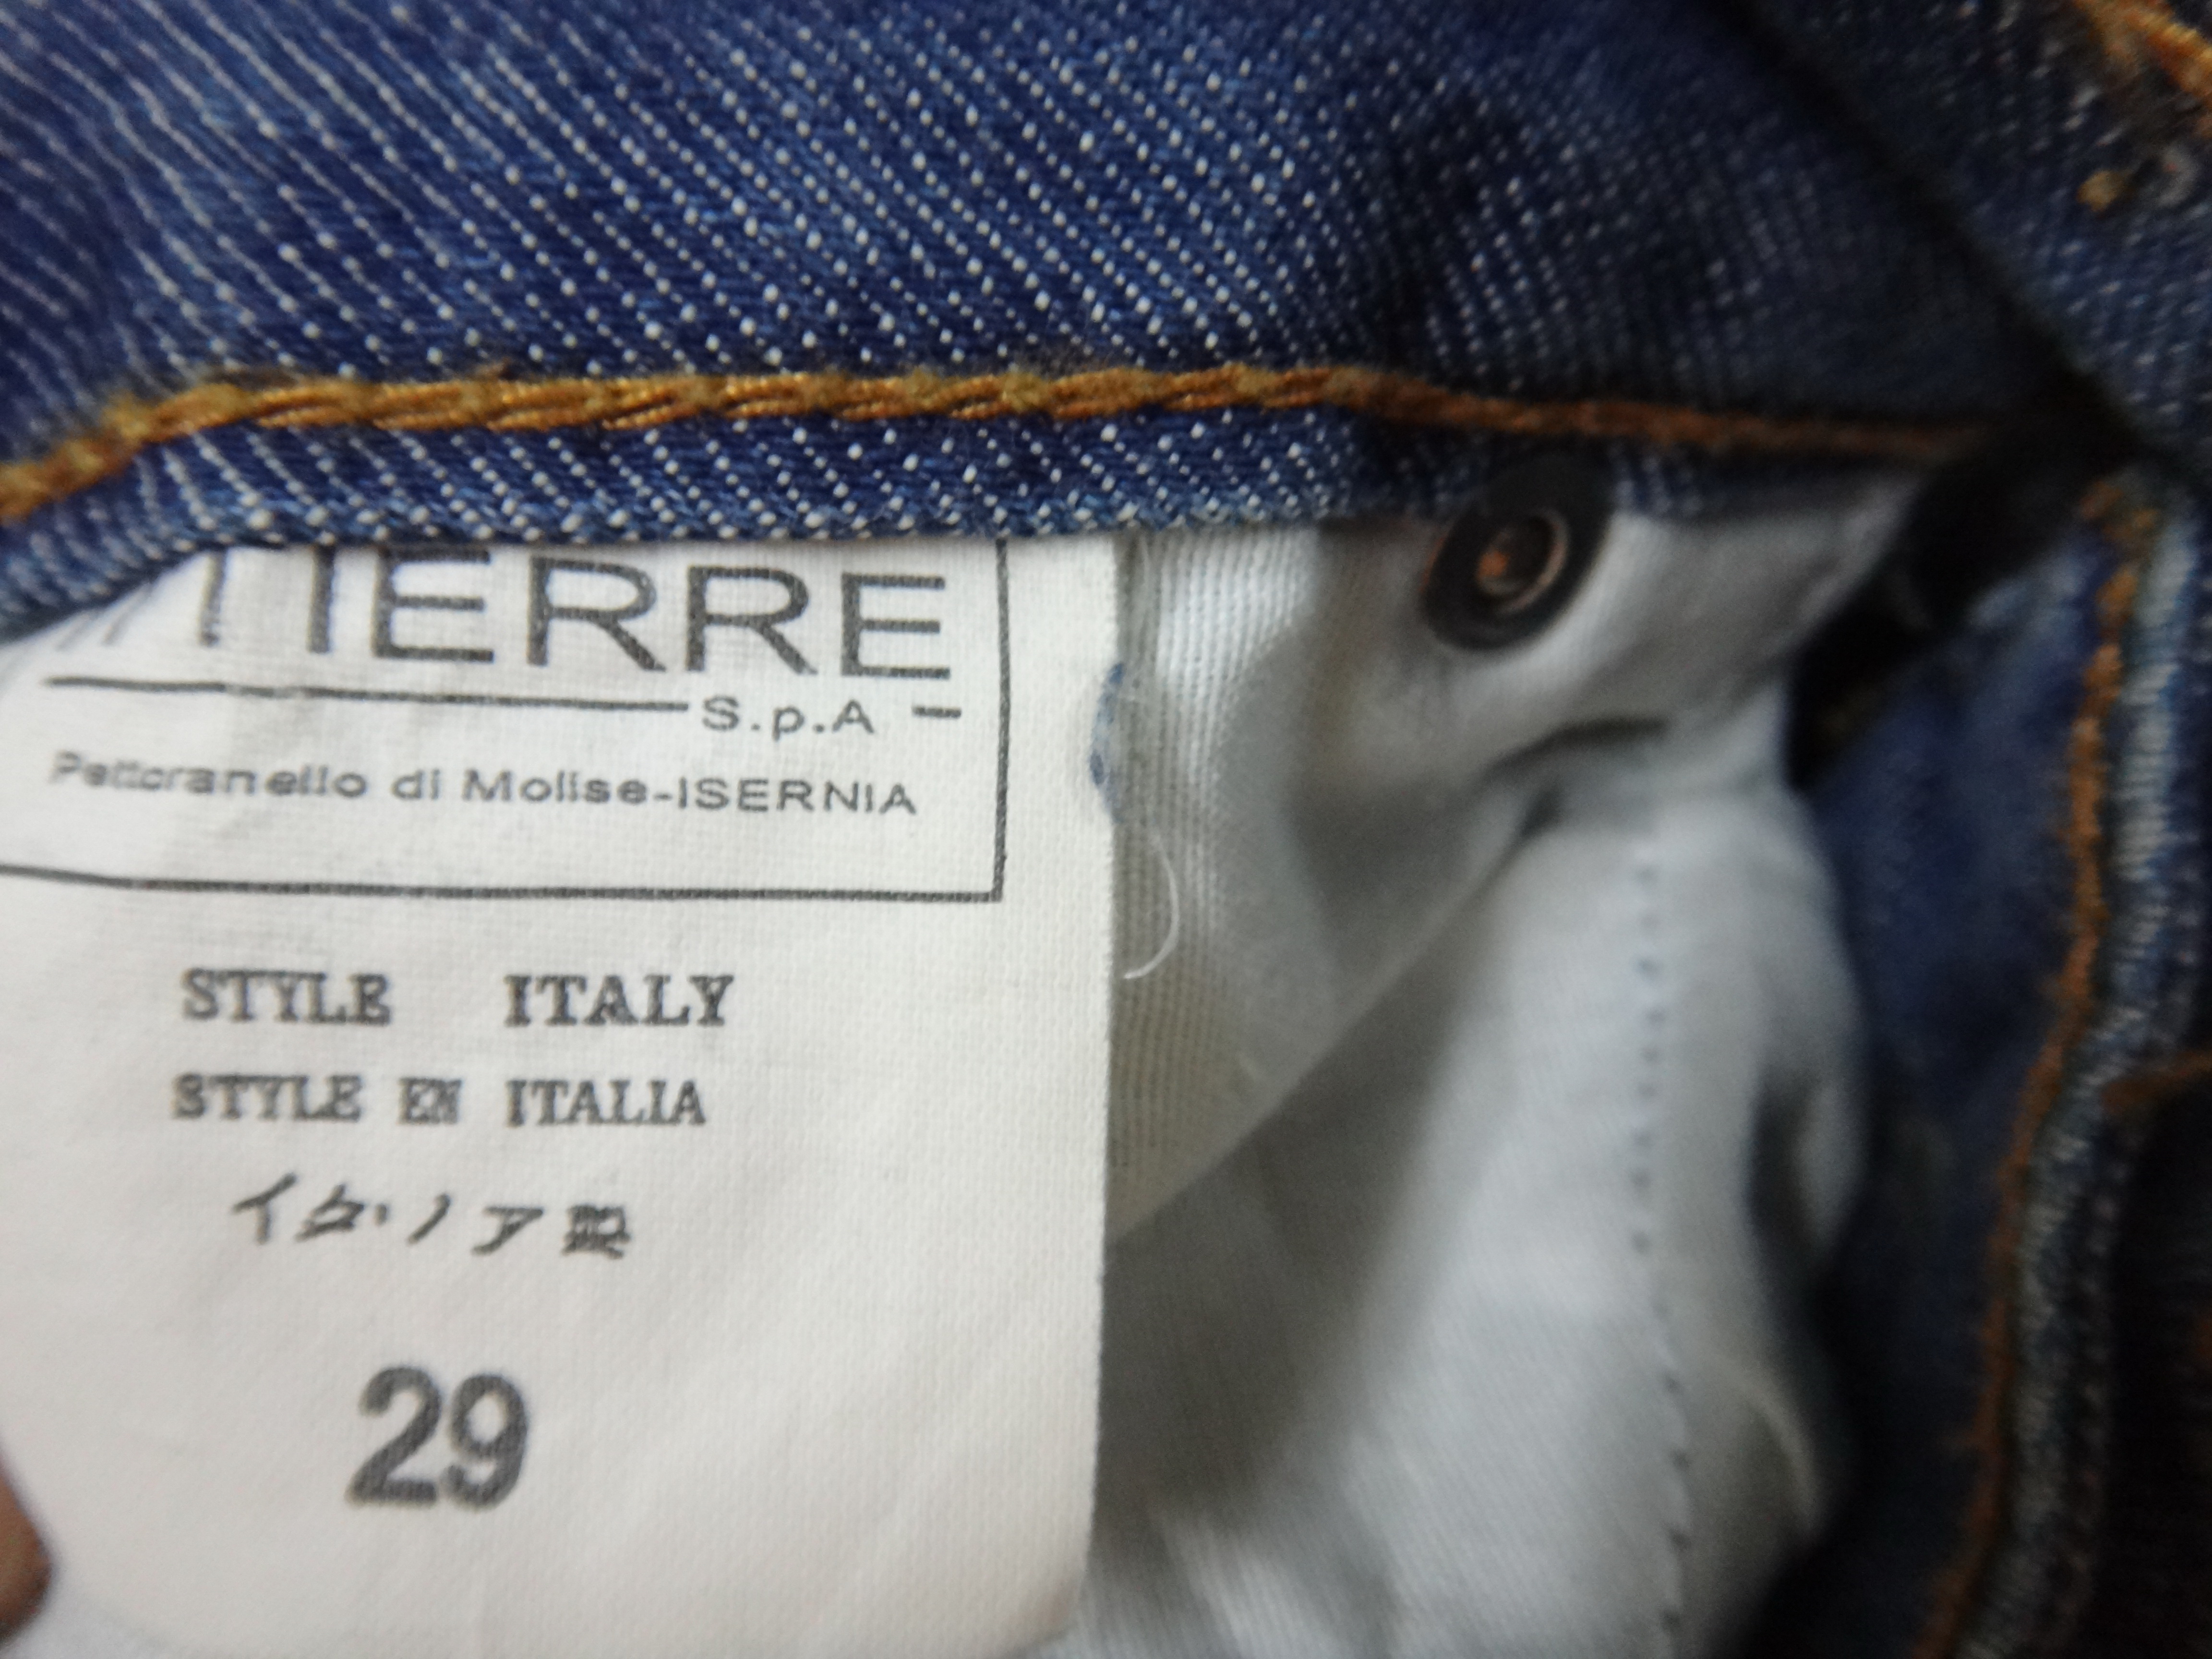 TIERRE
S.p.A
Pettoranello di Molise-ISERNIA
STYLE ITALY
STYLE EN ITALIA
イタリア製
29